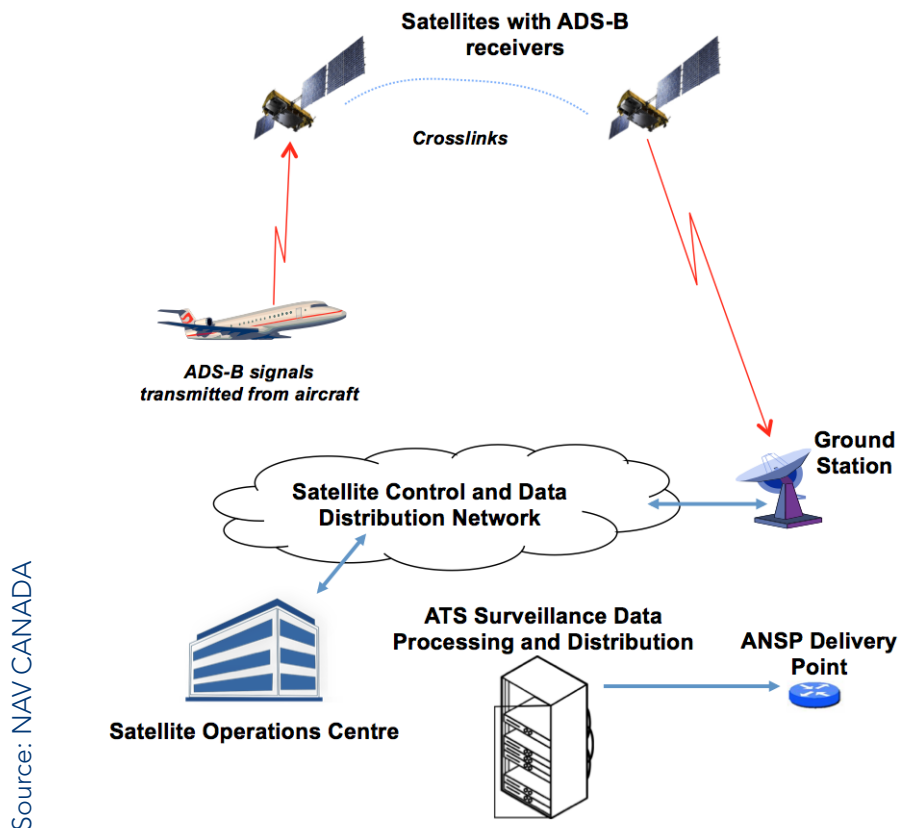 Satellites with ADS-B
receivers
Crosslinks
ADS-B signals
transmitted from aircraft
Ground
Station
Satellite Control and Data
Distribution Network
ATS Surveillance Data
Processing and Distribution
ANSP Delivery
Point
Satellite Operations Centre
Source: NAV CANADA